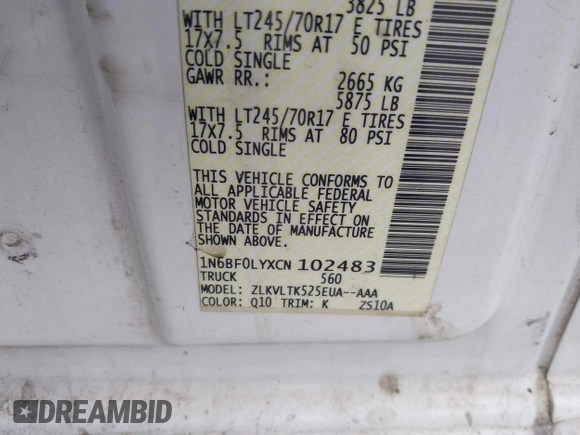 3825 LB
WITH LT245/70R17 E TIRES
17X7.5 RIMS AT 50 PSI
COLD SINGLE
GAWR RR.: 2665 KG
5875 LB
WITH LT245/70R17 E TIRES
17X7.5 RIMS AT 80 PSI
COLD SINGLE
THIS VEHICLE CONFORMS TO
ALL APPLICABLE FEDERAL
MOTOR VEHICLE SAFETY
STANDARDS IN EFFECT ON
THE DATE OF MANUFACTURE
SHOWN ABOVE.
1N6BF0LYXCN 102483
TRUCK 560
MODEL: ZLKVLTK525EUA--AAA
COLOR: Q10 TRIM: K ZS10A
DREAMBID